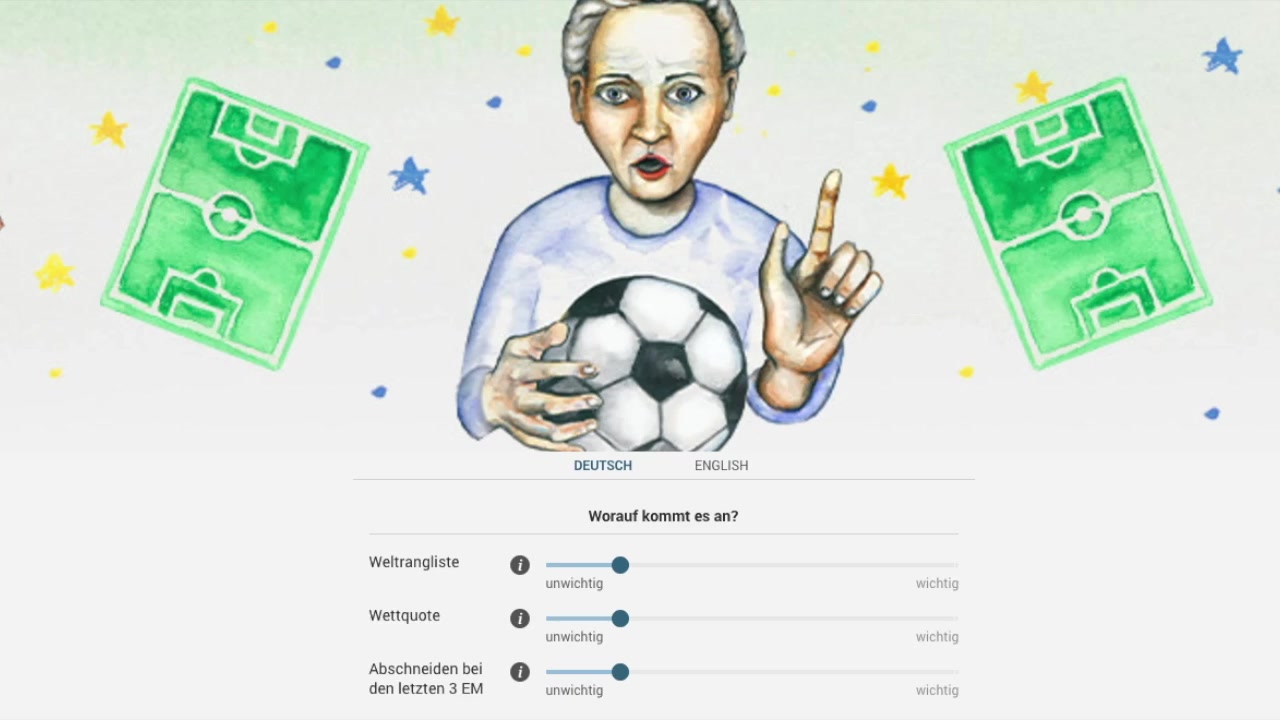 DEUTSCH ENGLISH
Worauf kommt es an?
Weltrangliste i
unwichtig wichtig
Wettquote i
unwichtig wichtig
Abschneiden bei i
den letzten 3 EM
unwichtig wichtig